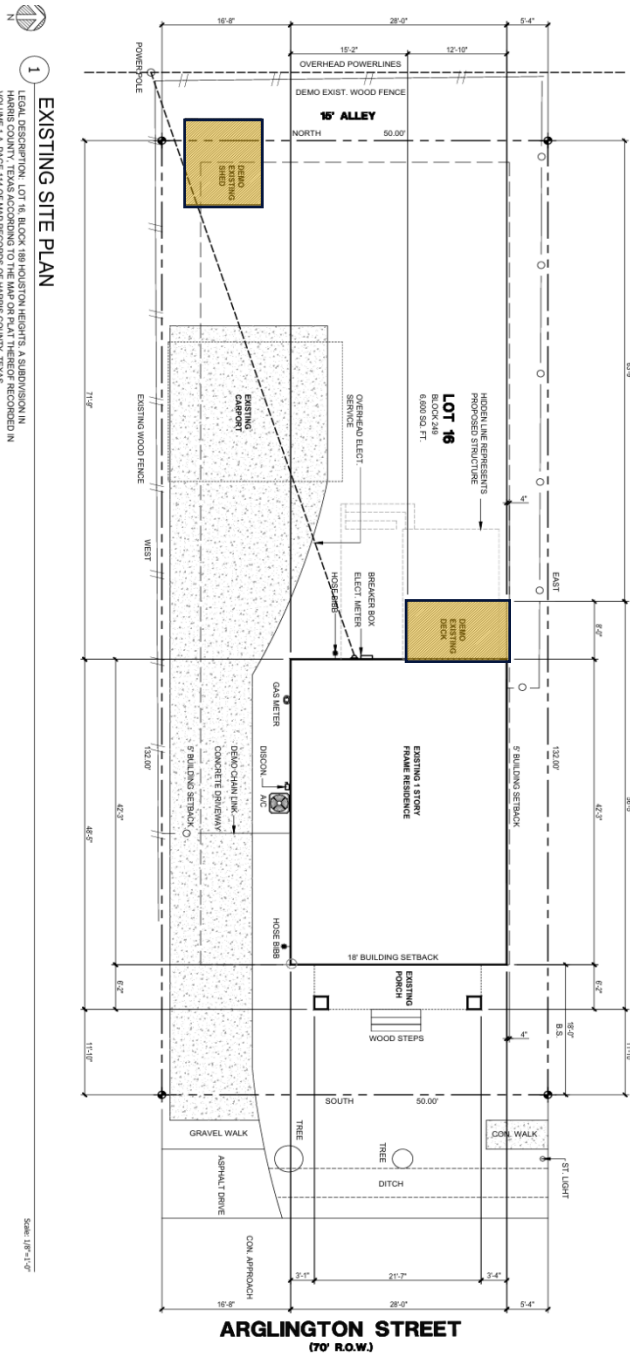 16'-8"
28'-0"
5'-4"
15'-2"
12'-10"
OVERHEAD POWERLINES
POWER POLE
DEMO EXIST. WOOD FENCE
15' ALLEY
NORTH
50.00'
DEMO
EXISTING
SHED
N
1
EXISTING SITE PLAN
LEGAL DESCRIPTION: LOT 16, BLOCK 189 HOUSTON HEIGHTS, A SUBDIVISION IN
HARRIS COUNTY, TEXAS ACCORDING TO THE MAP OR PLAT THEREOF RECORDED IN
71'-9"
EXISTING WOOD FENCE
EXISTING
CARPORT
OVERHEAD ELECT.
SERVICE
LOT 16
BLOCK 249
6,600 SQ. FT.
HIDDEN LINE REPRESENTS
PROPOSED STRUCTURE
4"
WEST
EAST
HOSE BIBB
BREAKER BOX
ELECT. METER
DEMO
EXISTING
DECK
8'-0"
GAS METER
DISCON.
A/C
EXISTING 1 STORY
FRAME RESIDENCE
5' BUILDING SETBACK
132.00'
5' BUILDING SETBACK
132.00'
DEMO CHAIN LINK
CONCRETE DRIVEWAY
42'-3"
42'-3"
48'-5"
HOSE BIBB
18' BUILDING SETBACK
EXISTING
PORCH
6'-2"
6'-2"
WOOD STEPS
4"
18'-0"
B.S.
11'-10"
SOUTH
50.00'
GRAVEL WALK
TREE
TREE
CON. WALK
ST. LIGHT
DITCH
ASPHALT DRIVE
CON. APPROACH
Scale: 1/8"=1'-0"
3'-1"
21'-7"
3'-4"
16'-8"
28'-0"
5'-4"
ARGLINGTON STREET
(70' R.O.W.)